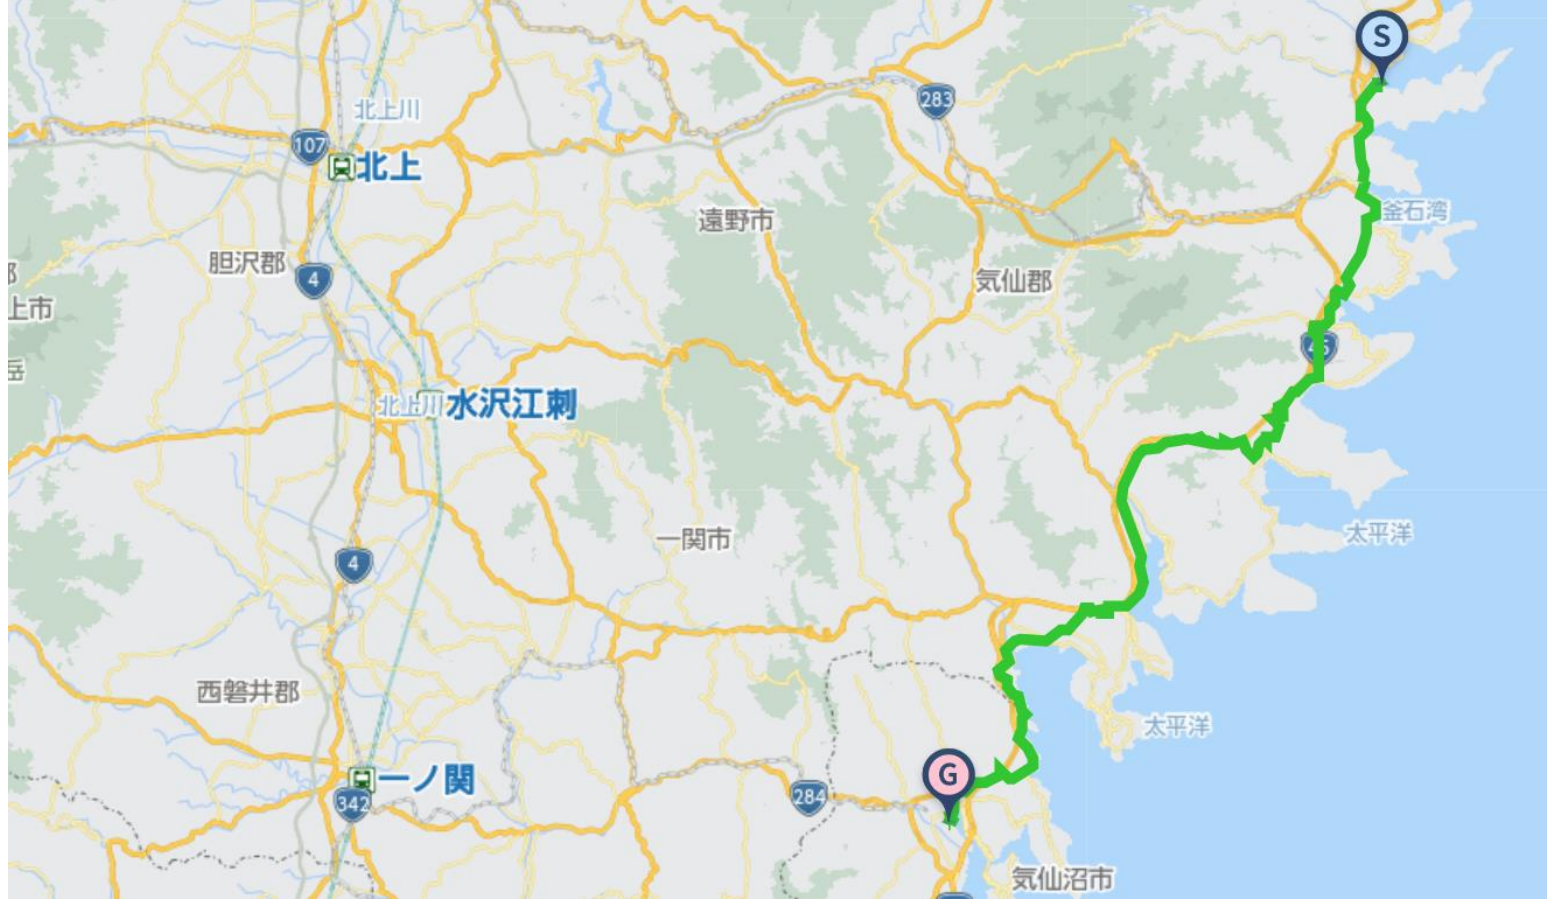 S
283
北上川
107
北上
釜石湾
遠野市
胆沢郡
4
気仙郡
上市
45
岳
北上川
水沢江刺
一関市
太平洋
4
西磐井郡
太平洋
G
一ノ関
284
342
気仙沼市